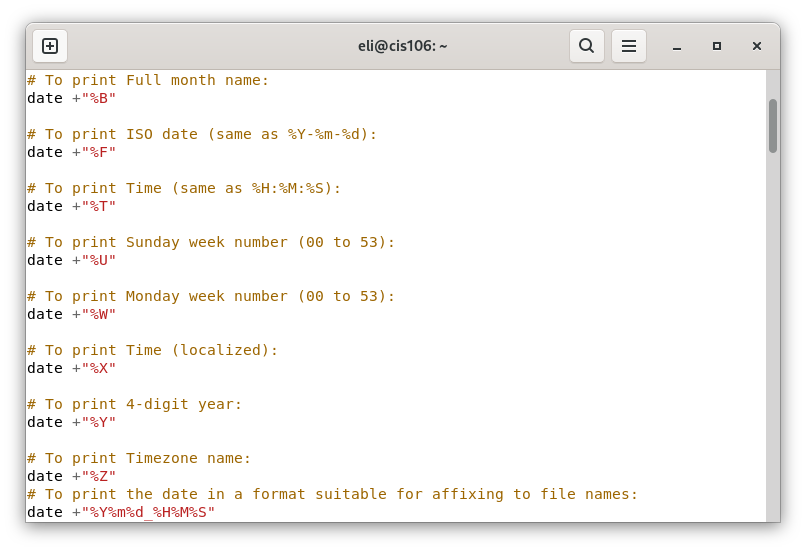 eli@cis106: ~
# To print Full month name:
date +"%B"
# To print ISO date (same as %Y-%m-%d):
date +"%F"
# To print Time (same as %H:%M:%S):
date +"%T"
# To print Sunday week number (00 to 53):
date +"%U"
# To print Monday week number (00 to 53):
date +"%W"
# To print Time (localized):
date +"%X"
# To print 4-digit year:
date +"%Y"
# To print Timezone name:
date +"%Z"
# To print the date in a format suitable for affixing to file names:
date +"%Y%m%d_%H%M%S"